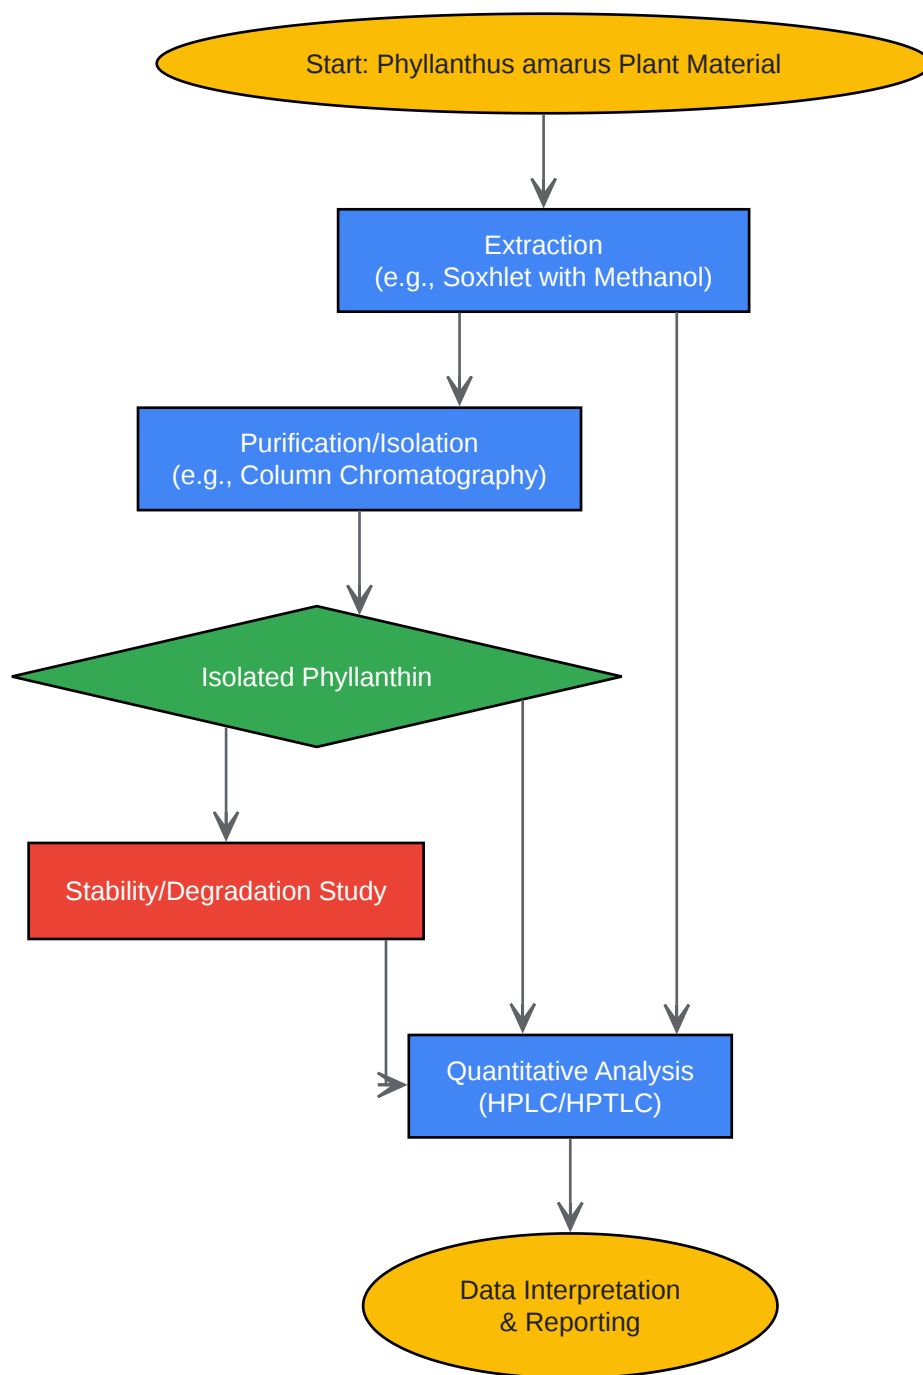 Start: Phyllanthus amarus Plant Material
Extraction
(e.g., Soxhlet with Methanol)
Purification/Isolation
(e.g., Column Chromatography)
Isolated Phyllanthin
Stability/Degradation Study
Quantitative Analysis
(HPLC/HPTLC)
Data Interpretation
& Reporting